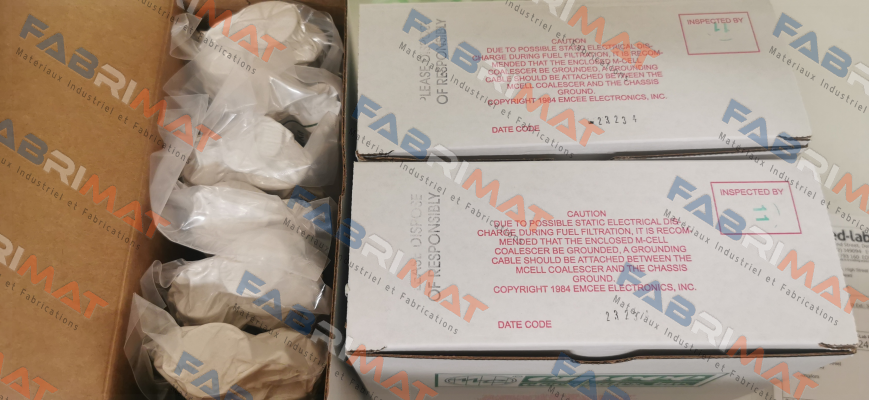 PLEASE DISPOSE
OF RESPONSIBLY
CAUTION
DUE TO POSSIBLE STATIC ELECTRICAL DIS-
CHARGE DURING FUEL FILTRATION, IT IS RECOM-
MENDED THAT THE ENCLOSED M-CELL
COALESCER BE GROUNDED, A GROUNDING
CABLE SHOULD BE ATTACHED BETWEEN THE
MCELL COALESCER AND THE CHASSIS
GROUND.
COPYRIGHT 1984 EMCEE ELECTRONICS, INC.
DATE CODE
INSPECTED BY
11
OF RESPONSIBLY
CAUTION
DUE TO POSSIBLE STATIC ELECTRICAL DIS-
CHARGE DURING FUEL FILTRATION, IT IS RECOM-
MENDED THAT THE ENCLOSED M-CELL
COALESCER BE GROUNDED, A GROUNDING
CABLE SHOULD BE ATTACHED BETWEEN THE
MCELL COALESCER AND THE CHASSIS
GROUND.
COPYRIGHT 1984 EMCEE ELECTRONICS, INC.
DATE CODE
INSPECTED BY
11
FABRIMAT
Matériaux Industriel et Fabrications